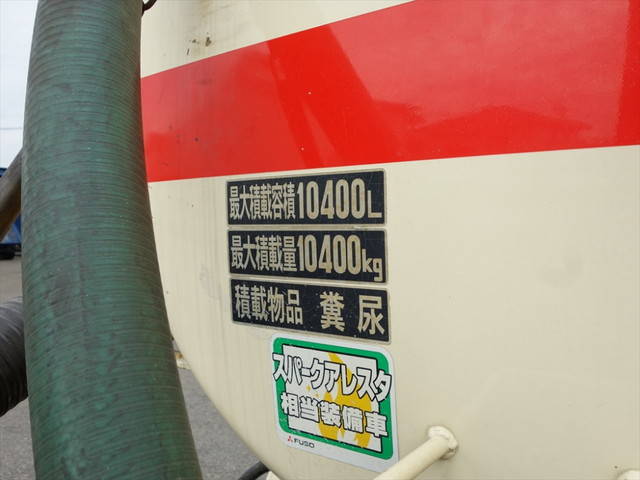 最大積載容積10400L
最大積載量10400kg
積載物品 糞尿
スパークアレスタ
相当装備車
FUSO